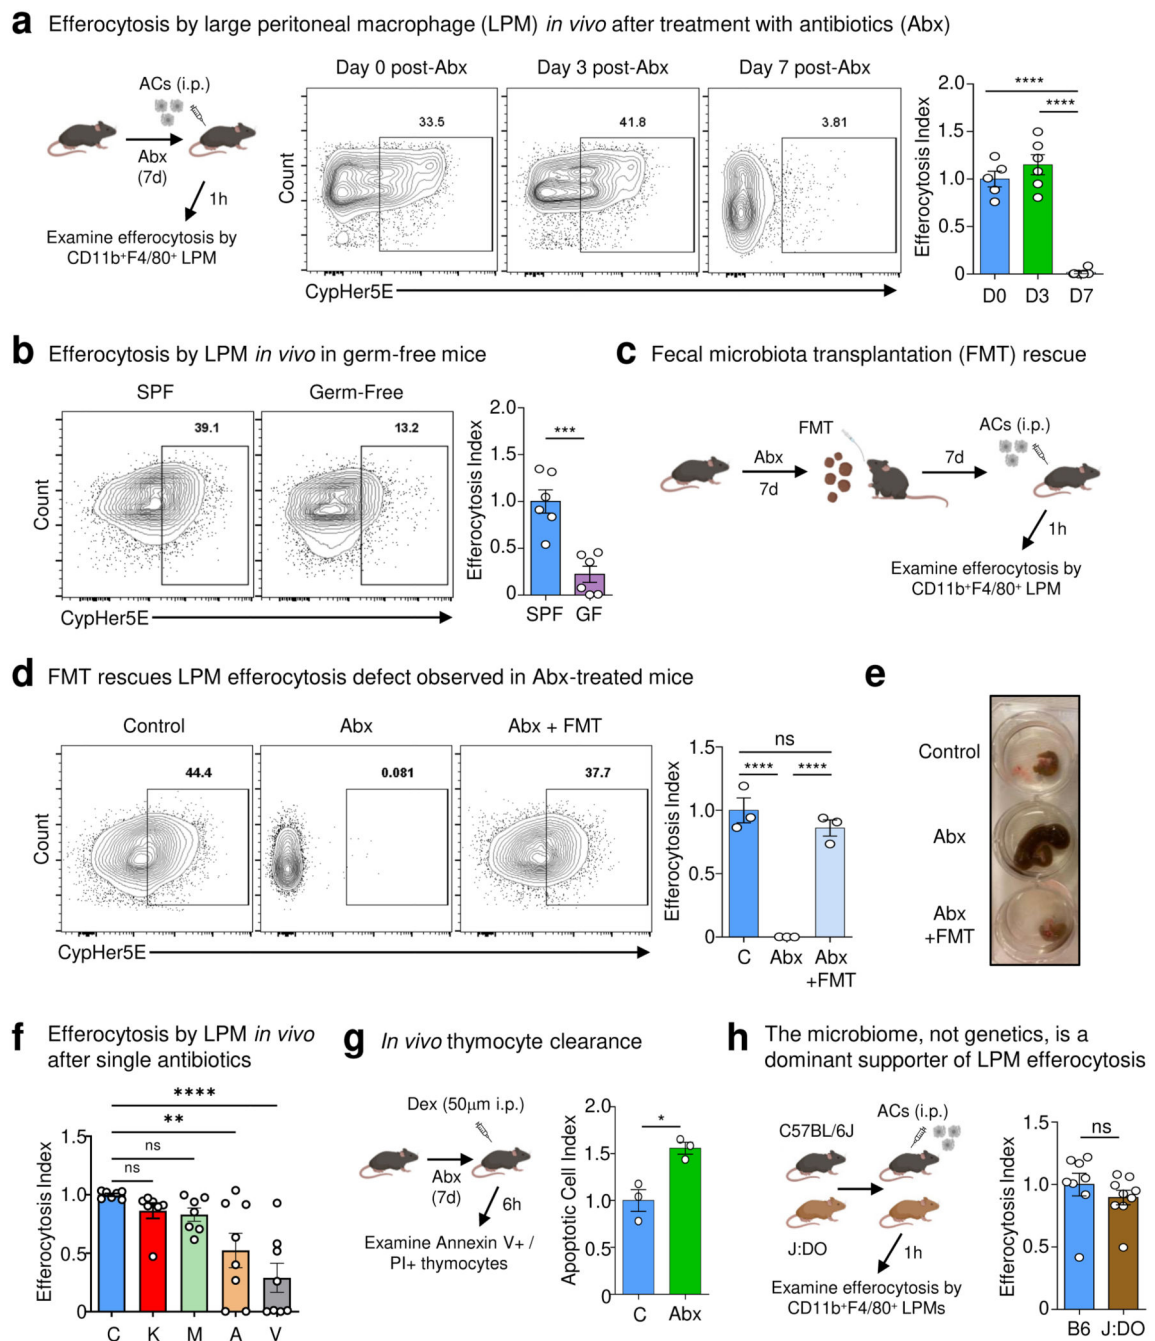 a Efferocytosis by large peritoneal macrophage (LPM) in vivo after treatment with antibiotics (Abx)
ACs (i.p.)
Abx
(7d)
1h
Examine efferocytosis by
CD11b⁺F4/80⁺ LPM
Day 0 post-Abx
Day 3 post-Abx
Day 7 post-Abx
33.5
41.8
3.81
Count
CypHer5E
Efferocytosis Index
2.0
1.5
1.0
0.5
0
****
****
D0 D3 D7
b Efferocytosis by LPM in vivo in germ-free mice
SPF
Germ-Free
39.1
13.2
Count
CypHer5E
Efferocytosis Index
2.0
1.5
1.0
0.5
0
***
SPF GF
c Fecal microbiota transplantation (FMT) rescue
Abx
7d
FMT
7d
ACs (i.p.)
1h
Examine efferocytosis by
CD11b⁺F4/80⁺ LPM
d FMT rescues LPM efferocytosis defect observed in Abx-treated mice
Control
Abx
Abx + FMT
44.4
0.081
37.7
Count
CypHer5E
Efferocytosis Index
1.5
1.0
0.5
0
ns
**** ****
C Abx Abx
+FMT
e
Control
Abx
Abx
+FMT
f Efferocytosis by LPM in vivo
after single antibiotics
Efferocytosis Index
1.5
1.0
0.5
0
****
**
ns
ns
C K M A V
g In vivo thymocyte clearance
Dex (50μm i.p.)
Abx
(7d)
6h
Examine Annexin V+ /
PI+ thymocytes
Apoptotic Cell Index
2.0
1.5
1.0
0.5
0
*
C Abx
h The microbiome, not genetics, is a
dominant supporter of LPM efferocytosis
C57BL/6J
J:DO
ACs (i.p.)
1h
Examine efferocytosis by
CD11b⁺F4/80⁺ LPMs
Efferocytosis Index
1.5
1.0
0.5
0
ns
B6 J:DO